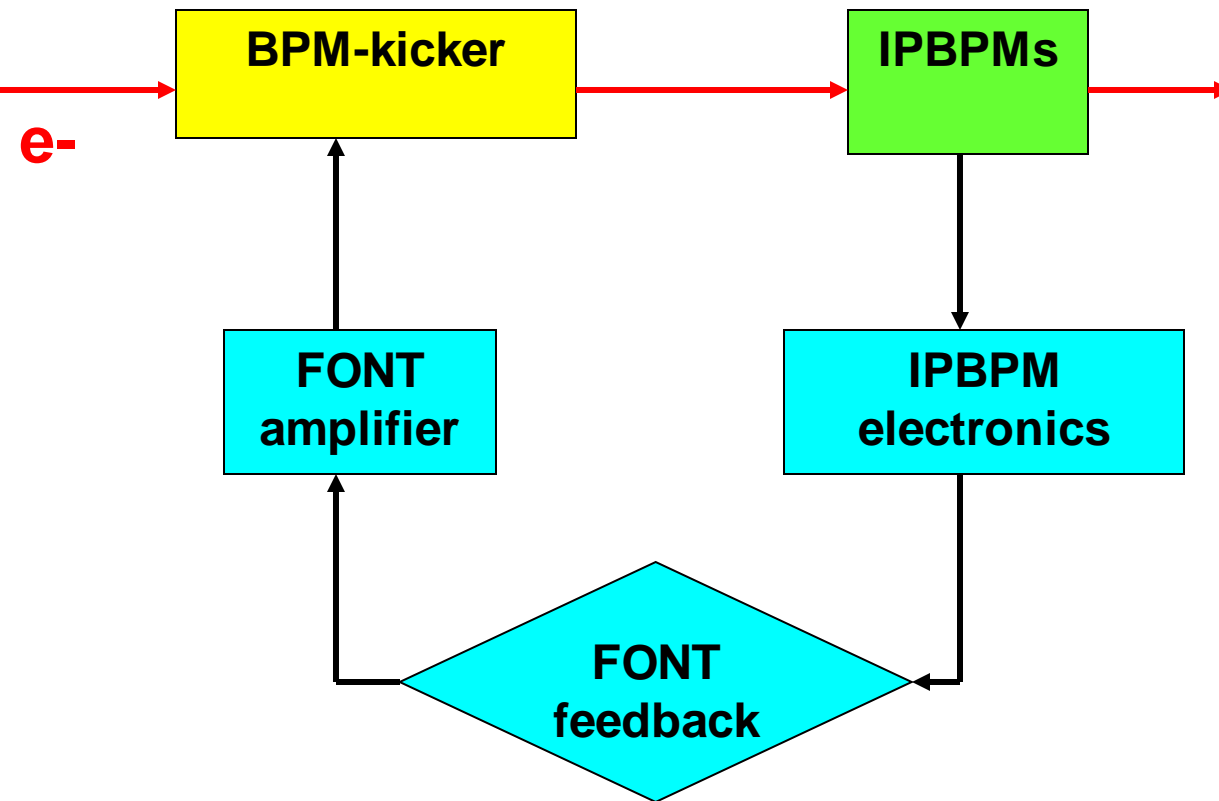 BPM-kicker
IPBPMs
e-
FONT
amplifier
IPBPM
electronics
FONT
feedback